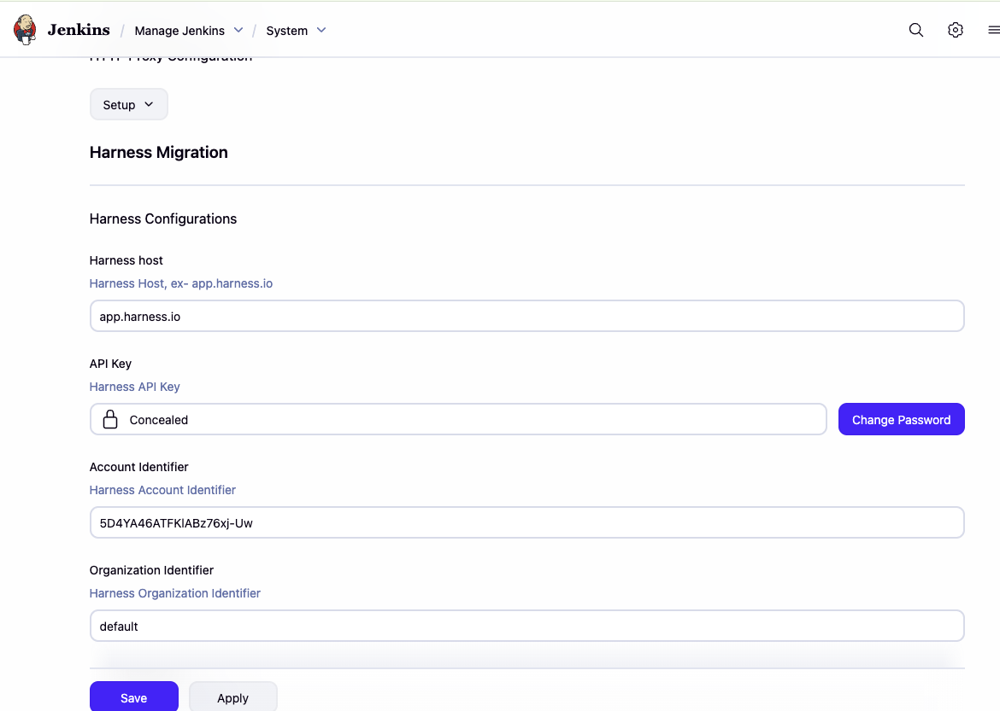 Jenkins / Manage Jenkins / System
HTTP Proxy Configuration
Setup
Harness Migration
Harness Configurations
Harness host
Harness Host, ex- app.harness.io
app.harness.io
API Key
Harness API Key
Concealed
Change Password
Account Identifier
Harness Account Identifier
5D4YA46ATFKlABz76xj-Uw
Organization Identifier
Harness Organization Identifier
default
Save
Apply